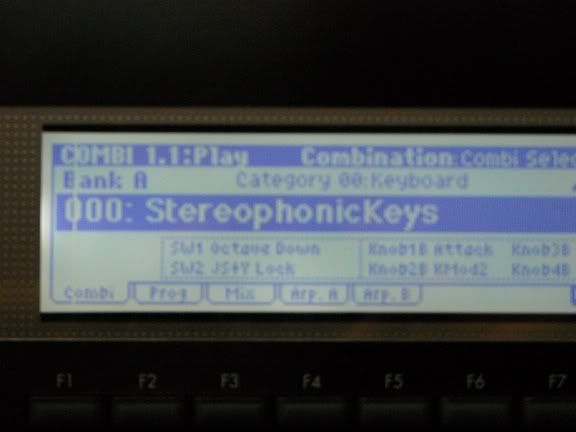 COMBI 1.1:Play Combination:Combi Selec
Bank A Category 00:Keyboard
000: StereophonicKeys
SW1 Octave Down Knob1B Attack Knob3B
SW2 JS+Y Lock Knob2B KMod2 Knob4B
Combi Prog Mix Arp. A Arp. B
F1 F2 F3 F4 F5 F6 F7